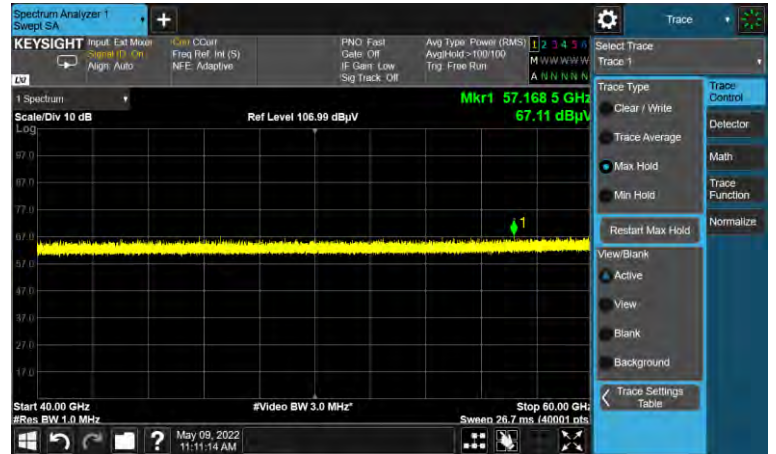 Spectrum Analyzer 1
Swept SA
Trace
KEYSIGHT
Input: Ext Mixer
Signal ID: On
Align: Auto
Corr CCorr
Freq Ref: Int (S)
NFE: Adaptive
PNO: Fast
Gate: Off
IF Gain: Low
Sig Track: Off
Avg Type: Power (RMS)
Avg|Hold:>100/100
Trig: Free Run
1 2 3 4 5 6
M W W W W W
A N N N N N
LXI
Select Trace
Trace 1
1 Spectrum
Scale/Div 10 dB
Log
Ref Level 106.99 dBµV
Mkr1 57.168 5 GHz
67.11 dBµV
97.0
87.0
77.0
67.0
57.0
47.0
37.0
27.0
17.0
1
Start 40.00 GHz
#Res BW 1.0 MHz
#Video BW 3.0 MHz*
Stop 60.00 GHz
Sweep 26.7 ms (40001 pts)
?
May 09, 2022
11:11:14 AM
Trace Type
Clear / Write
Trace Average
Max Hold
Min Hold
Restart Max Hold
View/Blank
Active
View
Blank
Background
Trace Settings
Table
Trace
Control
Detector
Math
Trace
Function
Normalize